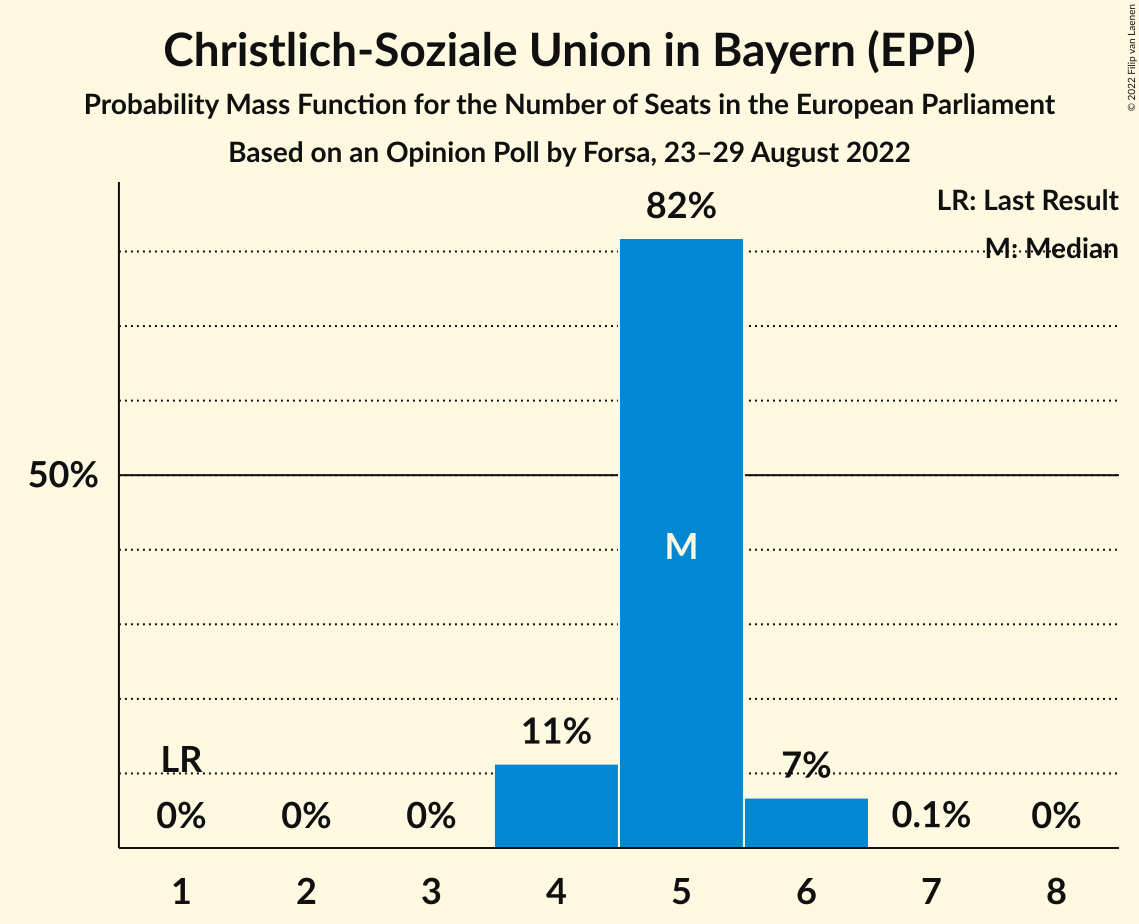 Christlich-Soziale Union in Bayern (EPP)
Probability Mass Function for the Number of Seats in the European Parliament
Based on an Opinion Poll by Forsa, 23–29 August 2022
© 2022 Filip van Laenen
LR: Last Result
M: Median
82%
50%
M
11%
LR
7%
0% 0% 0% 0.1% 0%
1 2 3 4 5 6 7 8